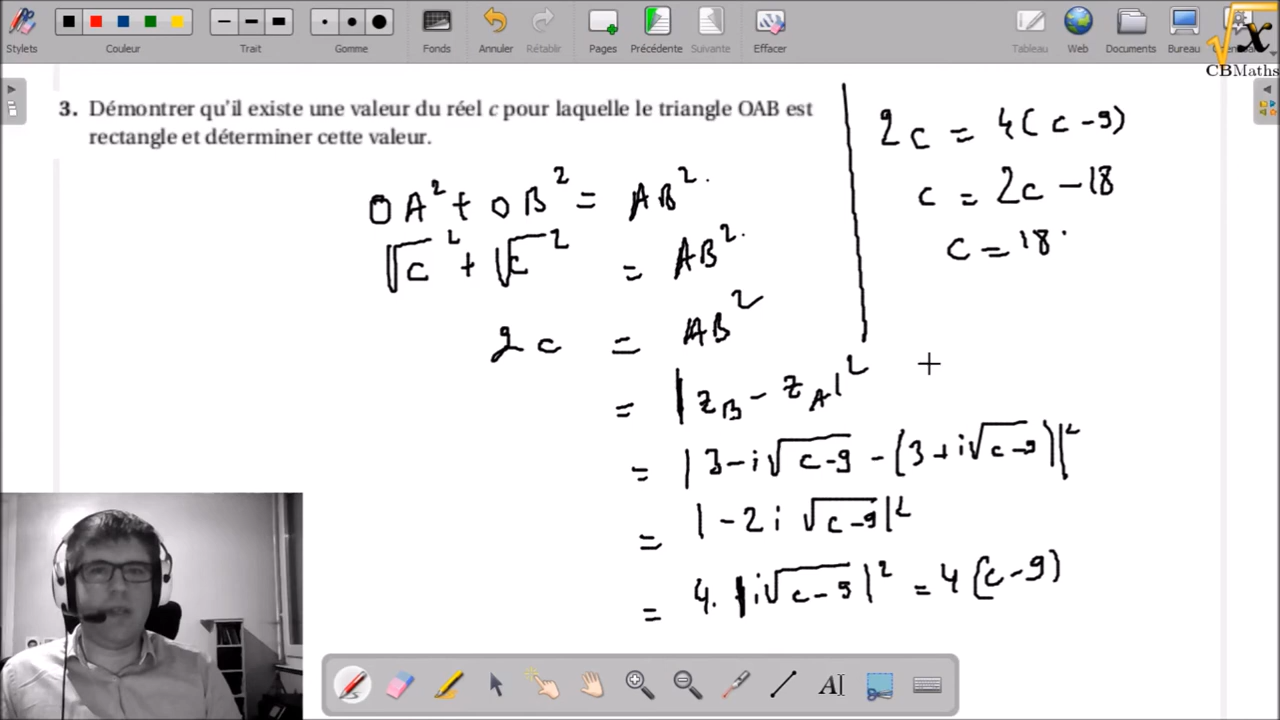 Stylets Couleur Trait Gomme Fonds Annuler Rétablir Pages Précédente Suivante Effacer Tableau Web Documents Bureau
CBMaths
3. Démontrer qu'il existe une valeur du réel c pour laquelle le triangle OAB est
rectangle et déterminer cette valeur.
OA² + OB² = AB².
√c² + √c² = AB².
2c = AB²
= |z_B - z_A|²
= |3 - i√(c-9) - (3 + i√(c-9))|²
= |-2i √(c-9)|²
= 4. |i√(c-9)|² = 4(c-9)
2c = 4(c-9)
c = 2c - 18
c = 18.
AI